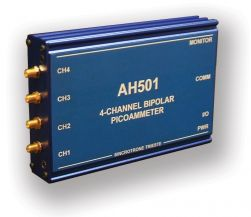 MONITOR
CH4
AH501
COMM
CH3
4-CHANNEL BIPOLAR
PICOAMMETER
CH2
I/O
CH1
PWR
SINCROTRONE TRIESTE